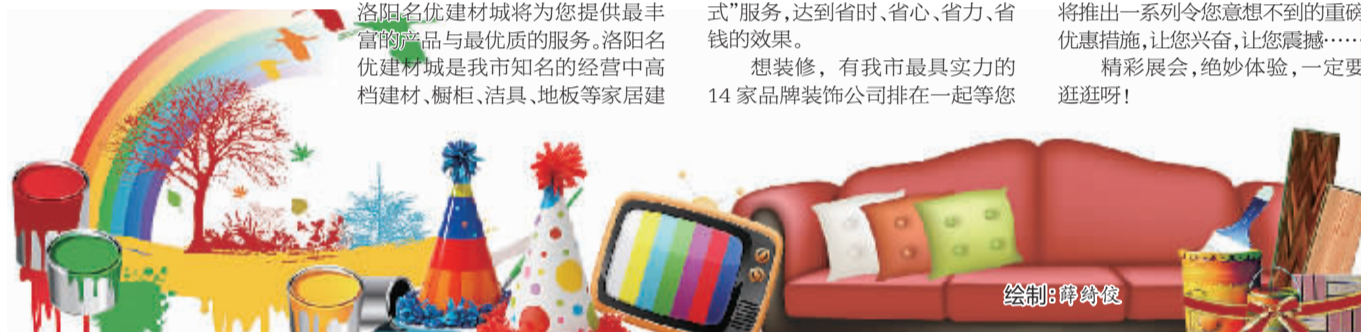 洛阳名优建材城将为您提供最丰
富的产品与最优质的服务。洛阳名
优建材城是我市知名的经营中高
档建材、橱柜、洁具、地板等家居建
式”服务,达到省时、省心、省力、省
钱的效果。
想装修，有我市最具实力的
14 家品牌装饰公司排在一起等您
将推出一系列令您意想不到的重磅
优惠措施,让您兴奋,让您震撼……
精彩展会,绝妙体验,一定要
逛逛呀!
绘制:薛绮佼